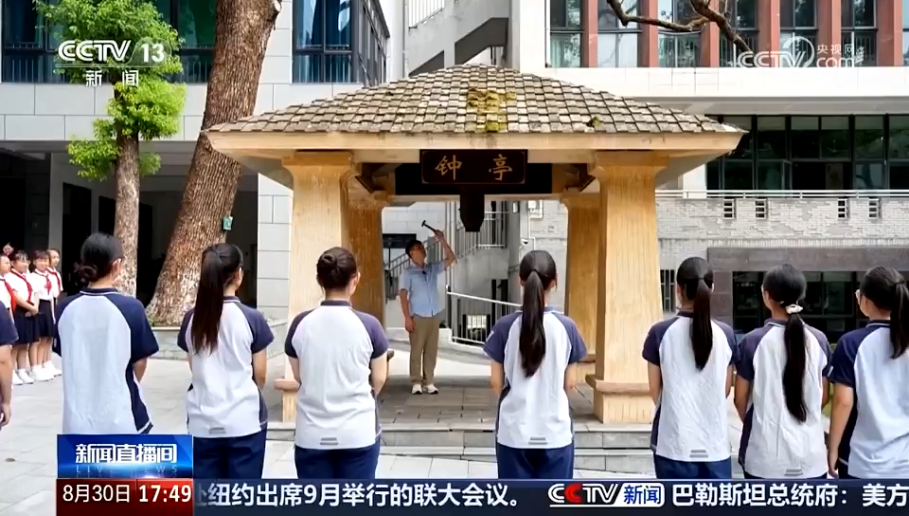 CCTV 13
新闻
CCTV 央视网
com
钟亭
新闻直播间
LIVE NEWS
8月30日 17:49
纽约出席9月举行的联大会议。 CCTV新闻 巴勒斯坦总统府：美方